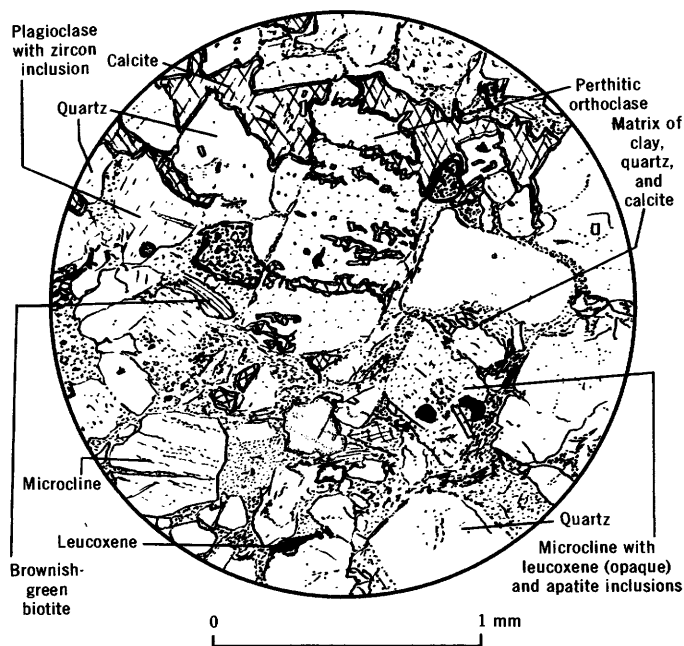 Plagioclase
with zircon
inclusion
Calcite
Quartz
Perthitic
orthoclase
Matrix of
clay,
quartz,
and
calcite
Microcline
Leucoxene
Brownish-
green
biotite
Quartz
Microcline with
leucoxene (opaque)
and apatite inclusions
0 1 mm